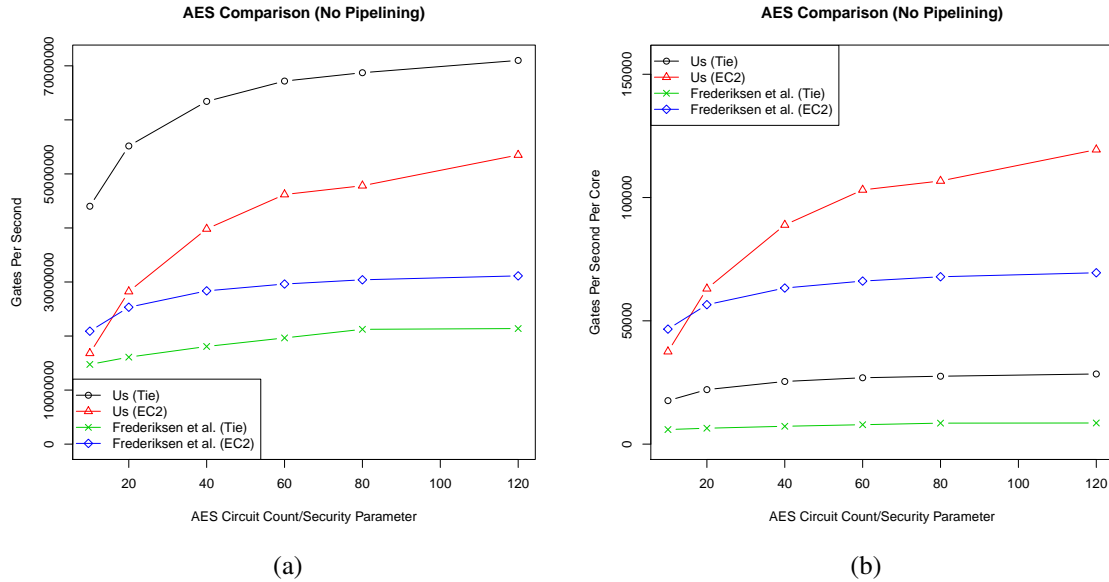 AES Comparison (No Pipelining)
Gates Per Second
0
10000000
30000000
50000000
70000000
Us (Tie)
Us (EC2)
Frederiksen et al. (Tie)
Frederiksen et al. (EC2)
20
40
60
80
100
120
AES Circuit Count/Security Parameter
(a)
AES Comparison (No Pipelining)
Gates Per Second Per Core
0
50000
100000
150000
Us (Tie)
Us (EC2)
Frederiksen et al. (Tie)
Frederiksen et al. (EC2)
20
40
60
80
100
120
AES Circuit Count/Security Parameter
(b)